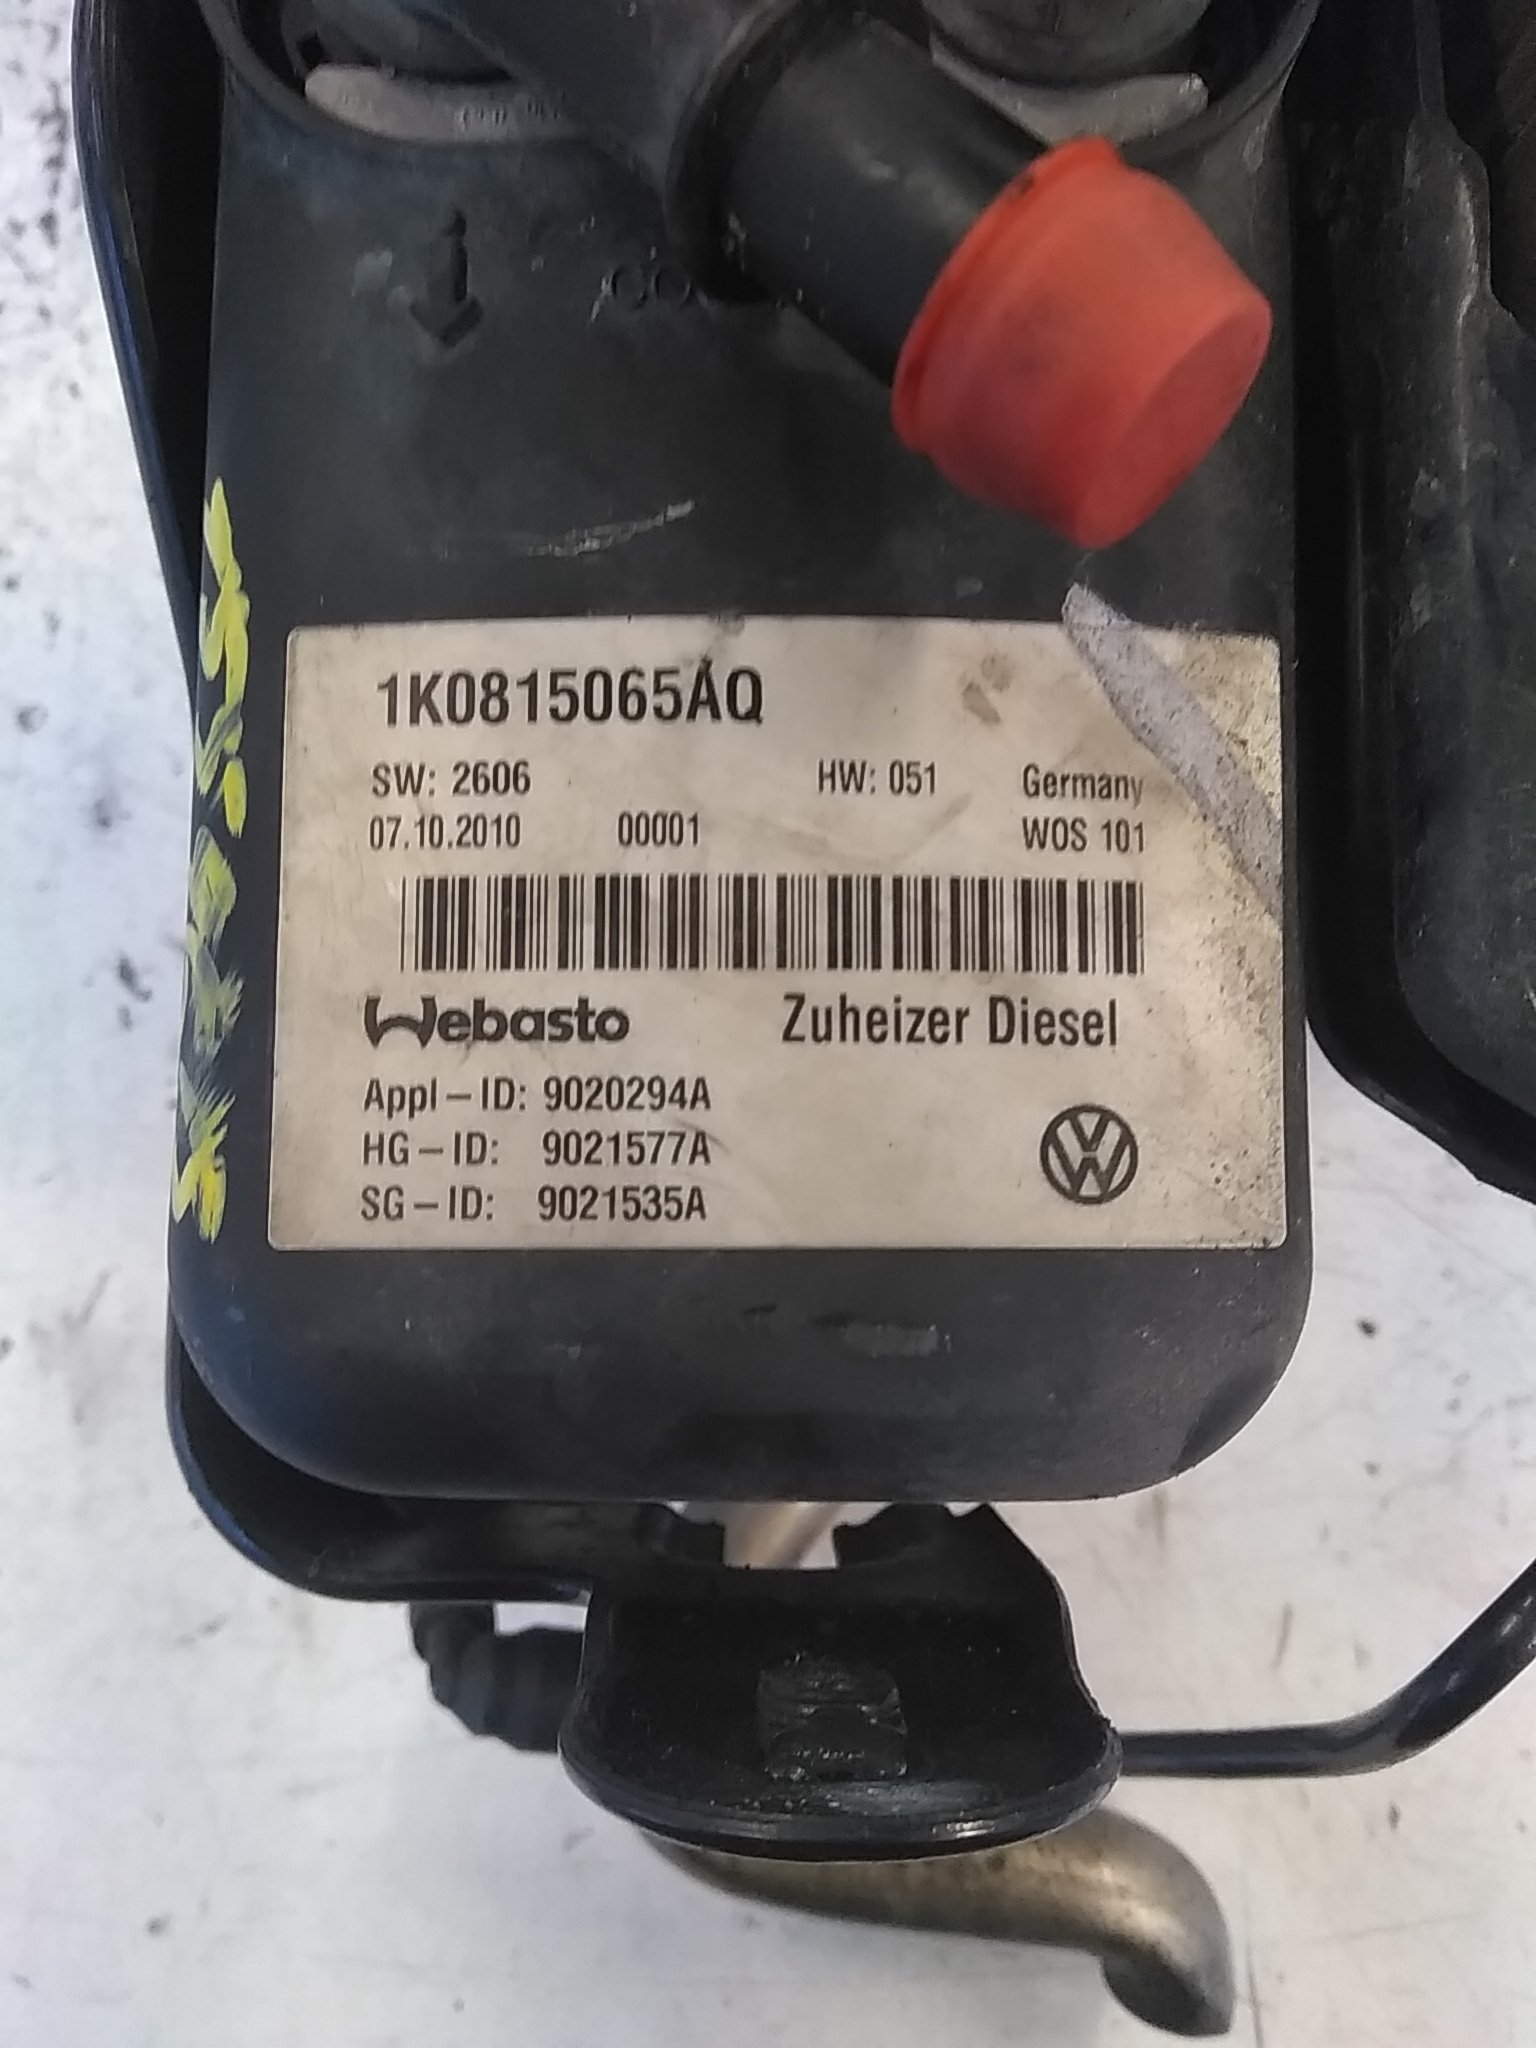 1K0815065AQ
SW: 2606 HW: 051 Germany
07.10.2010 00001 WOS 101
Webasto Zuheizer Diesel
Appl-ID: 9020294A
HG-ID: 9021577A
SG-ID: 9021535A